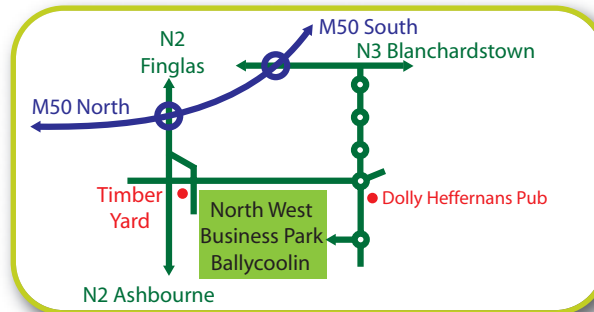 M50 South
N2
Finglas
N3 Blanchardstown
M50 North
Timber
Yard
North West
Business Park
Ballycoolin
Dolly Heffernans Pub
N2 Ashbourne